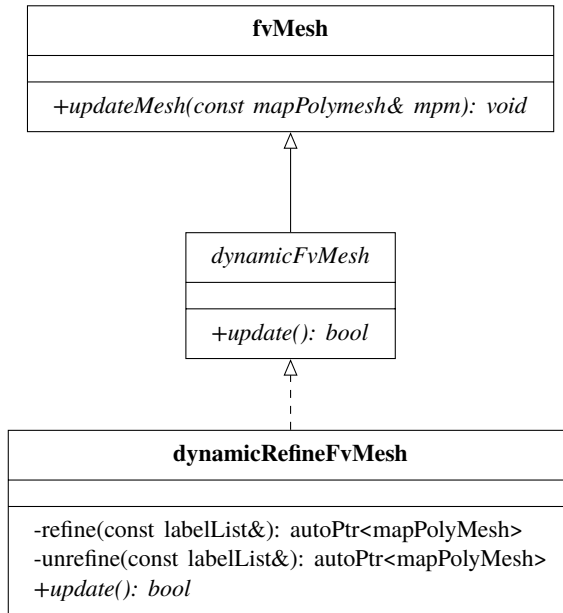 fvMesh
+updateMesh(const mapPolymesh& mpm): void
dynamicFvMesh
+update(): bool
dynamicRefineFvMesh
-refine(const labelList&): autoPtr<mapPolyMesh>
-unrefine(const labelList&): autoPtr<mapPolyMesh>
+update(): bool